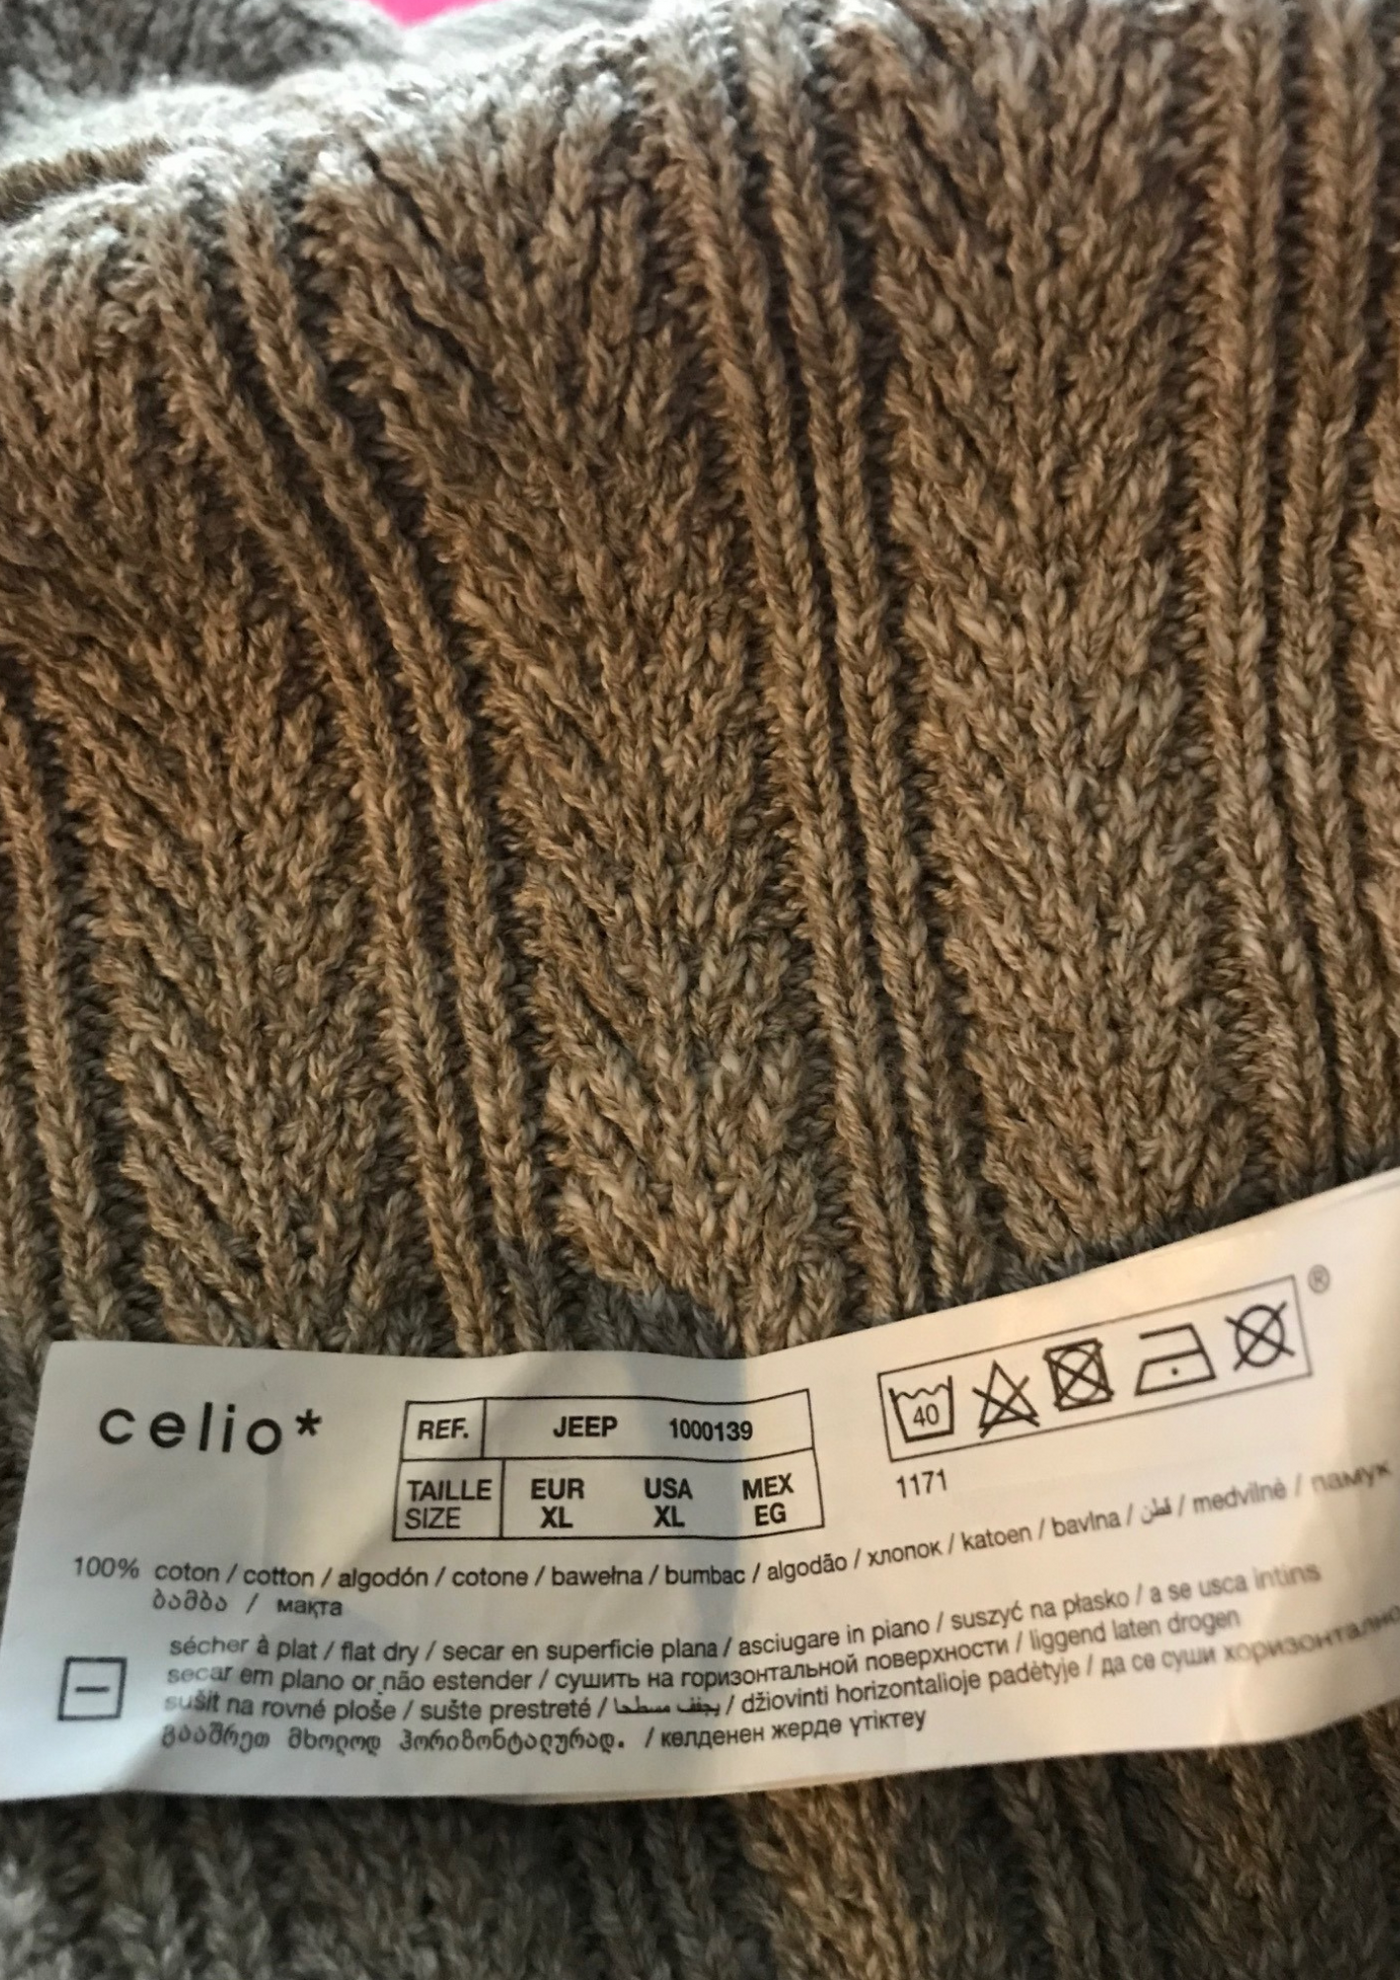 celio*
REF. JEEP 1000139
TAILLE EUR USA MEX
SIZE XL XL EG
40
®
1171
100% coton / cotton / algodón / cotone / bawełna / bumbac / algodão / хлопок / katoen / bavlna / قطن / medvilnė / памук
ბამბა / мақта
sécher à plat / flat dry / secar en superficie plana / asciugare in piano / suszyć na płasko / a se usca intins
secar em plano or não estender / сушить на горизонтальной поверхности / liggend laten drogen
sušit na rovné ploše / sušte prestreté / يجفف مسطحا / džiovinti horizontalioje padėtyje / да се суши хоризонтално
გააშრეთ მხოლოდ ჰორიზონტალურად. / көлденен жерде үтіктеу